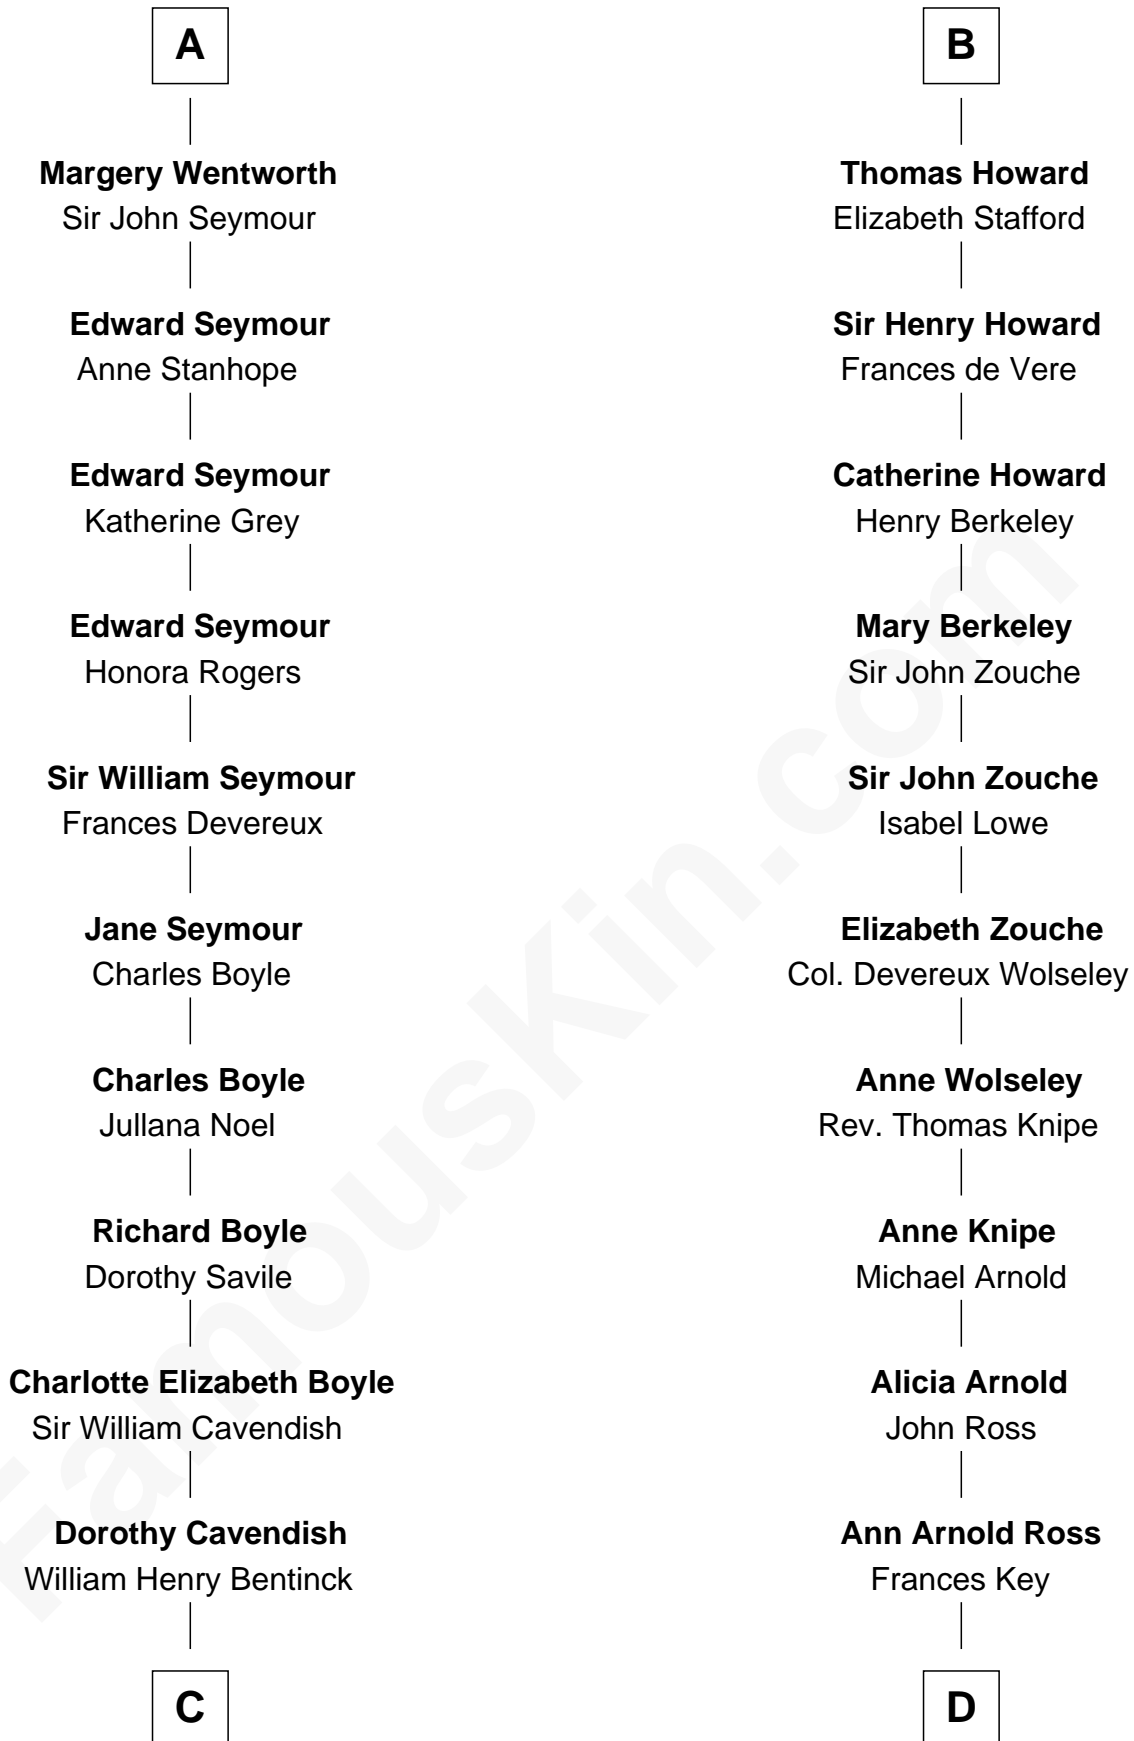 A
Margery Wentworth
Sir John Seymour
Edward Seymour
Anne Stanhope
Edward Seymour
Katherine Grey
Edward Seymour
Honora Rogers
Sir William Seymour
Frances Devereux
Jane Seymour
Charles Boyle
Charles Boyle
Jullana Noel
Richard Boyle
Dorothy Savile
Charlotte Elizabeth Boyle
Sir William Cavendish
Dorothy Cavendish
William Henry Bentinck
C
B
Thomas Howard
Elizabeth Stafford
Sir Henry Howard
Frances de Vere
Catherine Howard
Henry Berkeley
Mary Berkeley
Sir John Zouche
Sir John Zouche
Isabel Lowe
Elizabeth Zouche
Col. Devereux Wolseley
Anne Wolseley
Rev. Thomas Knipe
Anne Knipe
Michael Arnold
Alicia Arnold
John Ross
Ann Arnold Ross
Frances Key
D
FamousKin.com